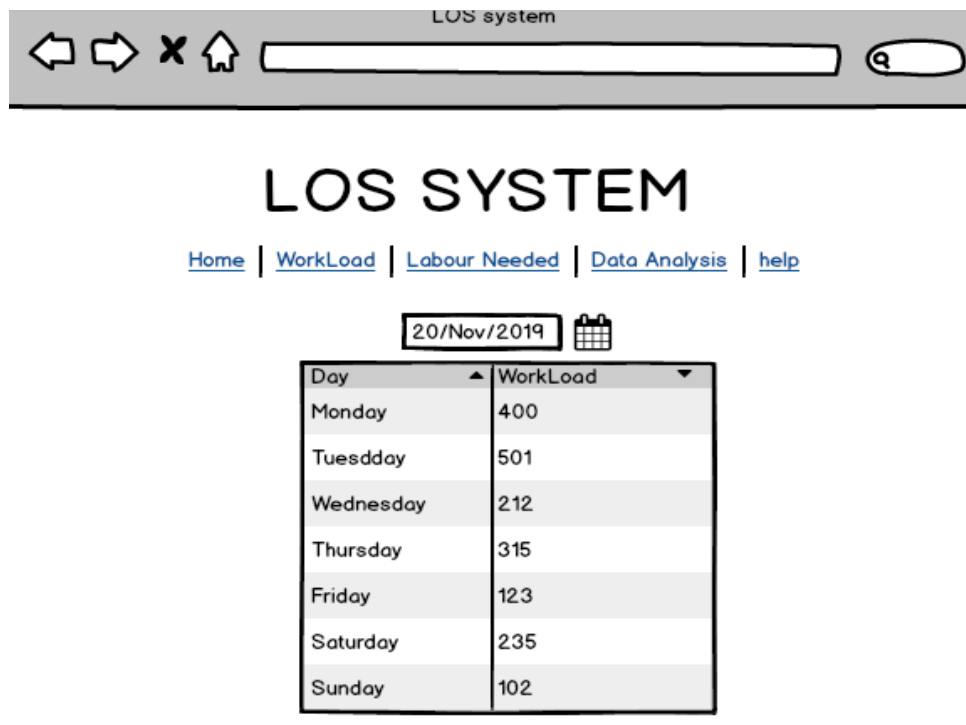 LOS system
LOS SYSTEM
Home | WorkLoad | Labour Needed | Data Analysis | help
20/Nov/2019
Day WorkLoad
Monday 400
Tuesdday 501
Wednesday 212
Thursday 315
Friday 123
Saturday 235
Sunday 102